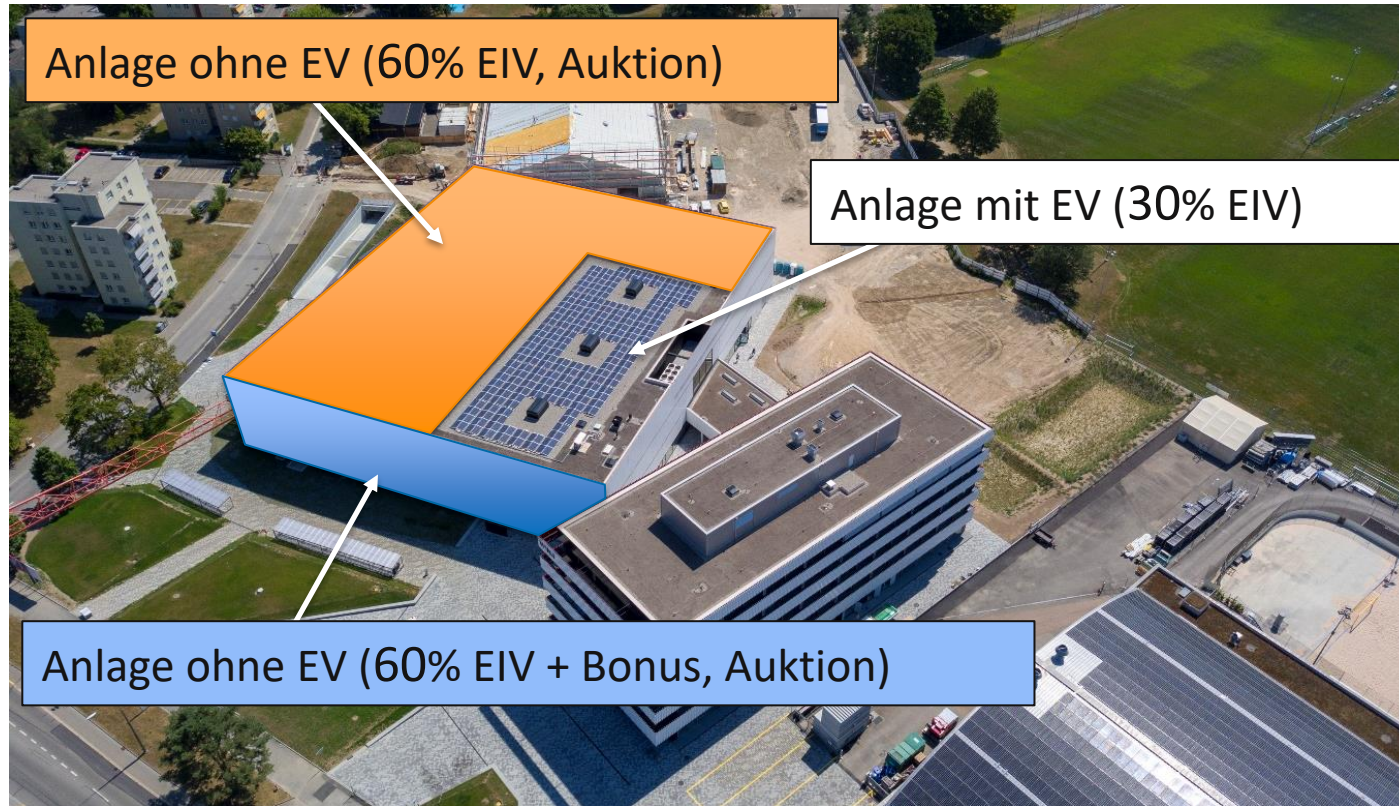 Anlage ohne EV (60% EIV, Auktion)
Anlage mit EV (30% EIV)
Anlage ohne EV (60% EIV + Bonus, Auktion)